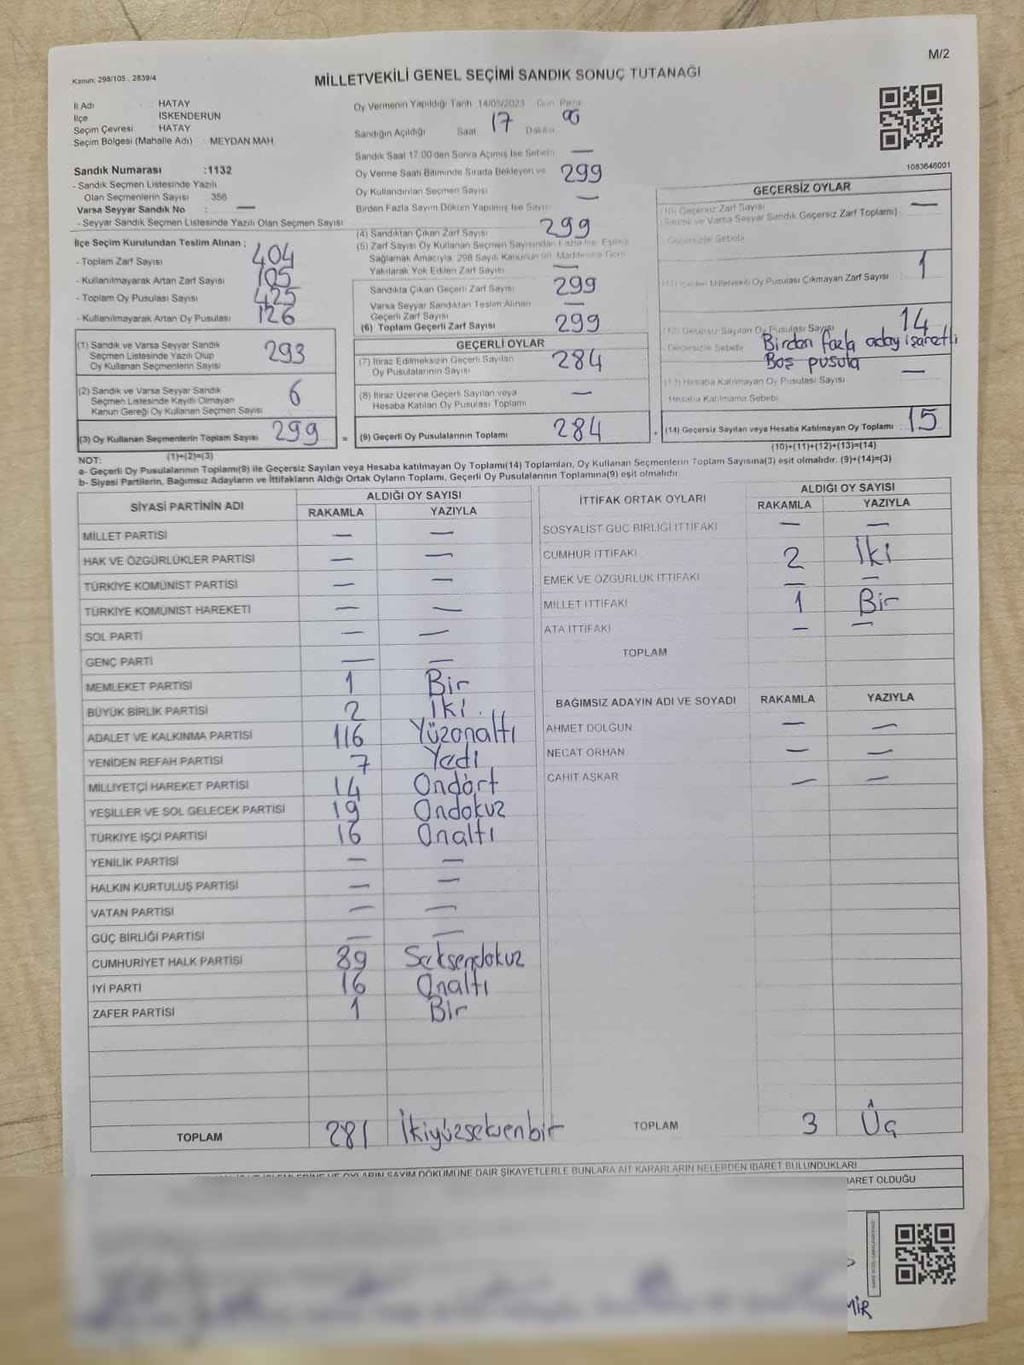 M/2
Kanun: 298/105 , 2839/4
MİLLETVEKİLİ GENEL SEÇİMİ SANDIK SONUÇ TUTANAĞI
İl Adı HATAY
İlçe İSKENDERUN
Seçim Çevresi HATAY
Seçim Bölgesi (Mahalle Adı) : MEYDAN MAH.
Sandık Numarası :1132
- Sandık Seçmen Listesinde Yazılı
Olan Seçmenlerin Sayısı : 356
Varsa Seyyar Sandık No : —
- Seyyar Sandık Seçmen Listesinde Yazılı Olan Seçmen Sayısı
İlçe Seçim Kurulundan Teslim Alınan ;
- Toplam Zarf Sayısı 404
- Kullanılmayarak Artan Zarf Sayısı 105
- Toplam Oy Pusulası Sayısı 425
- Kullanılmayarak Artan Oy Pusulası 126
(1) Sandık ve Varsa Seyyar Sandık
Seçmen Listesinde Yazılı Olup
Oy Kullanan Seçmenlerin Sayısı 293
(2) Sandık ve Varsa Seyyar Sandık
Seçmen Listesinde Kayıtlı Olmayan
Kanun Gereği Oy Kullanan Seçmen Sayısı 6
(3) Oy Kullanan Seçmenlerin Toplam Sayısı 299
(1)+(2)=(3)
Oy Vermenin Yapıldığı Tarih 14/05/2023 Gün Pazar
Sandığın Açıldığı Saat 17 Dakika 00
Sandık Saat 17.00'den Sonra Açılmış İse Sebebi —
Oy Verme Saati Bitiminde Sırada Bekleyen ve
Oy Kullandırılan Seçmen Sayısı 299
Birden Fazla Sayım Döküm Yapılmış İse Sayısı —
(4) Sandıktan Çıkan Zarf Sayısı 299
(5) Zarf Sayısı Oy Kullanan Seçmen Sayısından Fazla İse, Eşitliği
Sağlamak Amacıyla 298 Sayılı Kanunun 98. Maddesine Göre
Yakılarak Yok Edilen Zarf Sayısı —
Sandıkta Çıkan Geçerli Zarf Sayısı 299
Varsa Seyyar Sandıktan Teslim Alınan
Geçerli Zarf Sayısı —
(6) Toplam Geçerli Zarf Sayısı 299
GEÇERLİ OYLAR
(7) İtiraz Edilmeksizin Geçerli Sayılan
Oy Pusulalarının Sayısı 284
(8) İtiraz Üzerine Geçerli Sayılan veya
Hesaba Katılan Oy Pusulası Toplamı —
= (9) Geçerli Oy Pusulalarının Toplamı 284
1083646001
GEÇERSİZ OYLAR
(10) Geçersiz Zarf Sayısı
(Sandık ve Varsa Seyyar Sandık Geçersiz Zarf Toplamı) —
Geçersizlik Sebebi
Milletvekili Oy Pusulası Çıkmayan Zarf Sayısı 1
(12) Geçersiz Sayılan Oy Pusulası Sayısı 14
Geçersizlik Sebebi Birden fazla aday işaretli
Boş pusula
(13) Hesaba Katılmayan Oy Pusulası Sayısı —
Hesaba Katılmama Sebebi
(14) Geçersiz Sayılan veya Hesaba Katılmayan Oy Toplamı 15
(10)+(11)+(12)+(13)=(14)
NOT:
a- Geçerli Oy Pusulalarının Toplamı(9) ile Geçersiz Sayılan veya Hesaba katılmayan Oy Toplamı(14) Toplamları, Oy Kullanan Seçmenlerin Toplam Sayısına(3) eşit olmalıdır. (9)+(14)=(3)
b- Siyasi Partilerin, Bağımsız Adayların ve İttifakların Aldığı Ortak Oyların Toplamı, Geçerli Oy Pusulalarının Toplamına(9) eşit olmalıdır.
SİYASİ PARTİNİN ADI ALDIĞI OY SAYISI
RAKAMLA YAZIYLA
MİLLET PARTİSİ — —
HAK VE ÖZGÜRLÜKLER PARTİSİ — —
TÜRKİYE KOMÜNİST PARTİSİ — —
TÜRKİYE KOMÜNİST HAREKETİ — —
SOL PARTİ — —
GENÇ PARTİ — —
MEMLEKET PARTİSİ 1 Bir
BÜYÜK BİRLİK PARTİSİ 2 İki
ADALET VE KALKINMA PARTİSİ 116 Yüzonaltı
YENİDEN REFAH PARTİSİ 7 Yedi
MİLLİYETÇİ HAREKET PARTİSİ 14 Ondört
YEŞİLLER VE SOL GELECEK PARTİSİ 19 Ondokuz
TÜRKİYE İŞÇİ PARTİSİ 16 Onaltı
YENİLİK PARTİSİ — —
HALKIN KURTULUŞ PARTİSİ — —
VATAN PARTİSİ — —
GÜÇ BİRLİĞİ PARTİSİ — —
CUMHURİYET HALK PARTİSİ 89 Seksendokuz
İYİ PARTİ 16 Onaltı
ZAFER PARTİSİ 1 Bir
TOPLAM 281 İkiyüzseksenbir
İTTİFAK ORTAK OYLARI ALDIĞI OY SAYISI
RAKAMLA YAZIYLA
SOSYALİST GÜÇ BİRLİĞİ İTTİFAKI — —
CUMHUR İTTİFAKI 2 İki
EMEK VE ÖZGÜRLÜK İTTİFAKI — —
MİLLET İTTİFAKI 1 Bir
ATA İTTİFAKI — —
TOPLAM
BAĞIMSIZ ADAYIN ADI VE SOYADI RAKAMLA YAZIYLA
AHMET DOLGUN — —
NECAT ORHAN — —
CAHİT AŞKAR — —
TOPLAM 3 Üç
OYLARIN SAYIM DÖKÜMÜNE DAİR ŞİKAYETLERLE BUNLARA AİT KARARLARIN NELERDEN İBARET BULUNDUKLARI
İBARET OLDUĞU
MİR